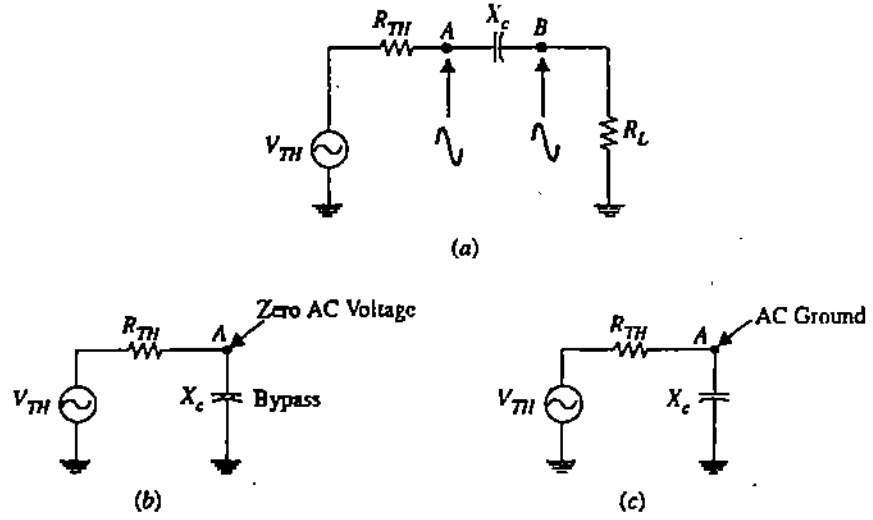 R_TH A X_c B
V_TH R_L
(a)
Zero AC Voltage
R_TH A
V_TH X_c Bypass
(b)
AC Ground
R_TH A
V_TH X_c
(c)